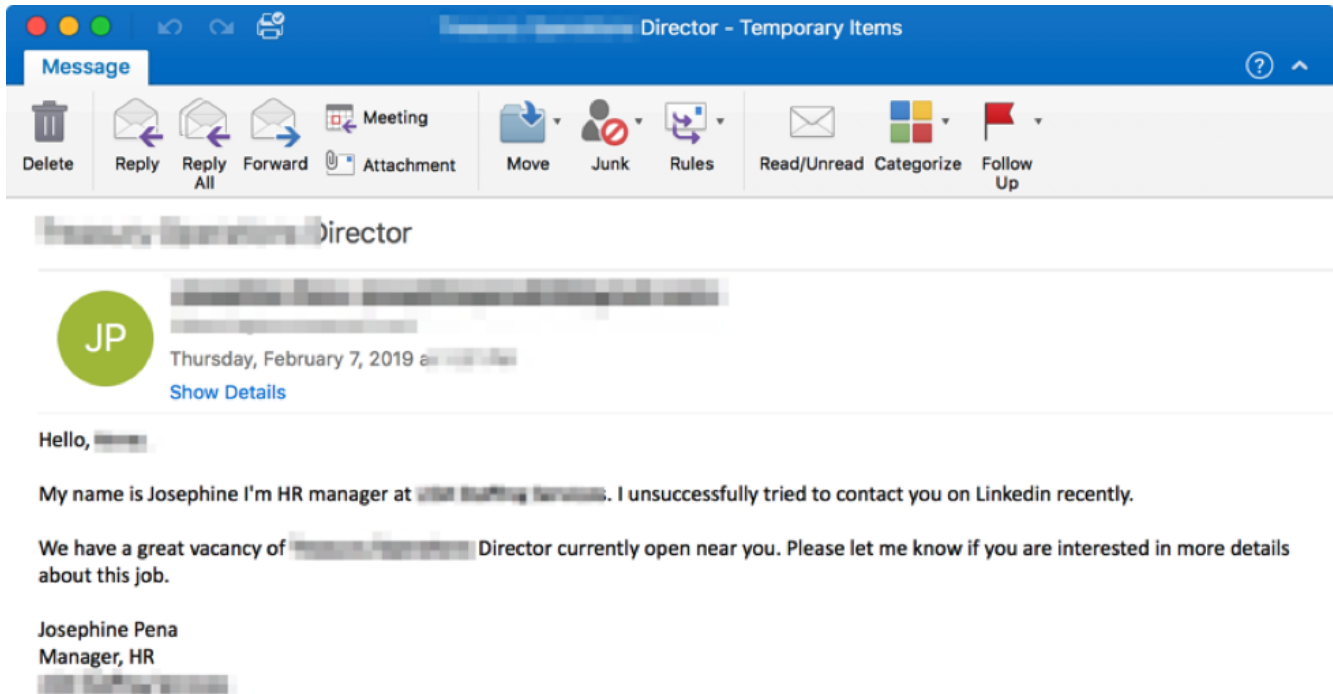 Director – Temporary Items
Message
?
Meeting
Attachment
Delete
Reply
Reply All
Forward
Move
Junk
Rules
Read/Unread
Categorize
Follow Up
Director
JP
Thursday, February 7, 2019
Show Details
Hello,
My name is Josephine I'm HR manager at . I unsuccessfully tried to contact you on Linkedin recently.
We have a great vacancy of Director currently open near you. Please let me know if you are interested in more details
about this job.
Josephine Pena
Manager, HR